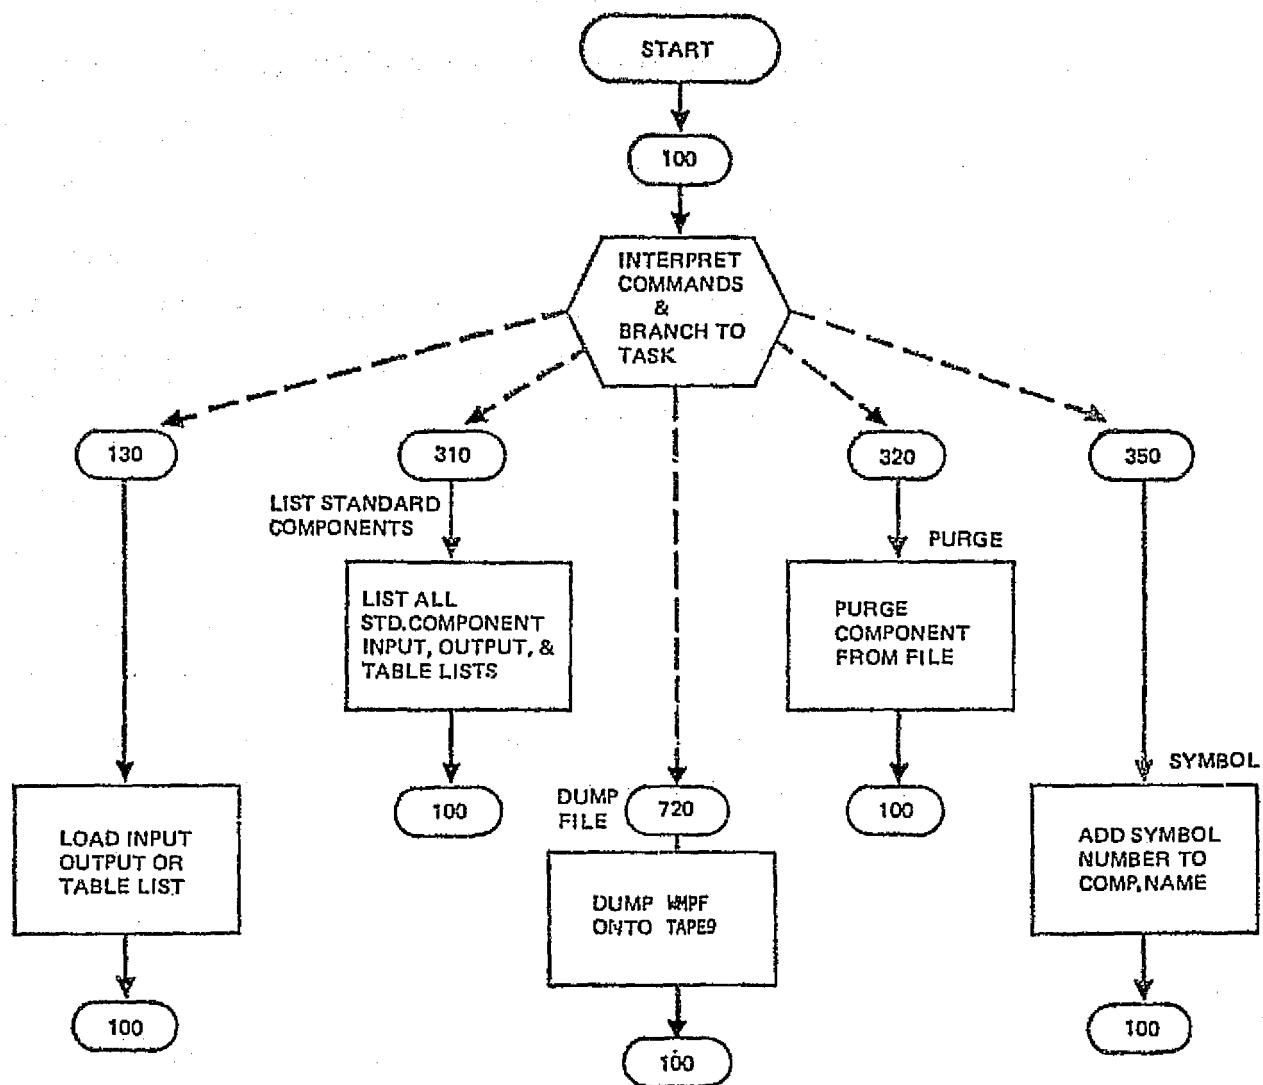 START
100
INTERPRET
COMMANDS
&
BRANCH TO
TASK
130
310
320
350
LIST STANDARD
COMPONENTS
PURGE
LIST ALL
STD.COMPONENT
INPUT, OUTPUT, &
TABLE LISTS
PURGE
COMPONENT
FROM FILE
SYMBOL
100
DUMP
FILE
720
100
LOAD INPUT
OUTPUT OR
TABLE LIST
ADD SYMBOL
NUMBER TO
COMP.NAME
DUMP WMPF
ONTO TAPE9
100
100
100